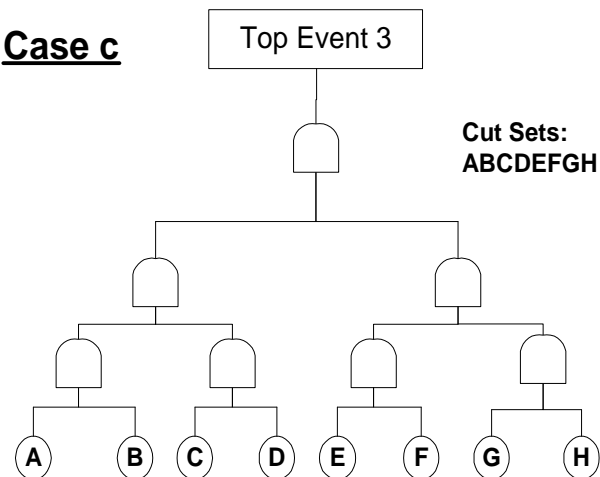 Case c
Top Event 3
Cut Sets:
ABCDEFGH
A B C D E F G H